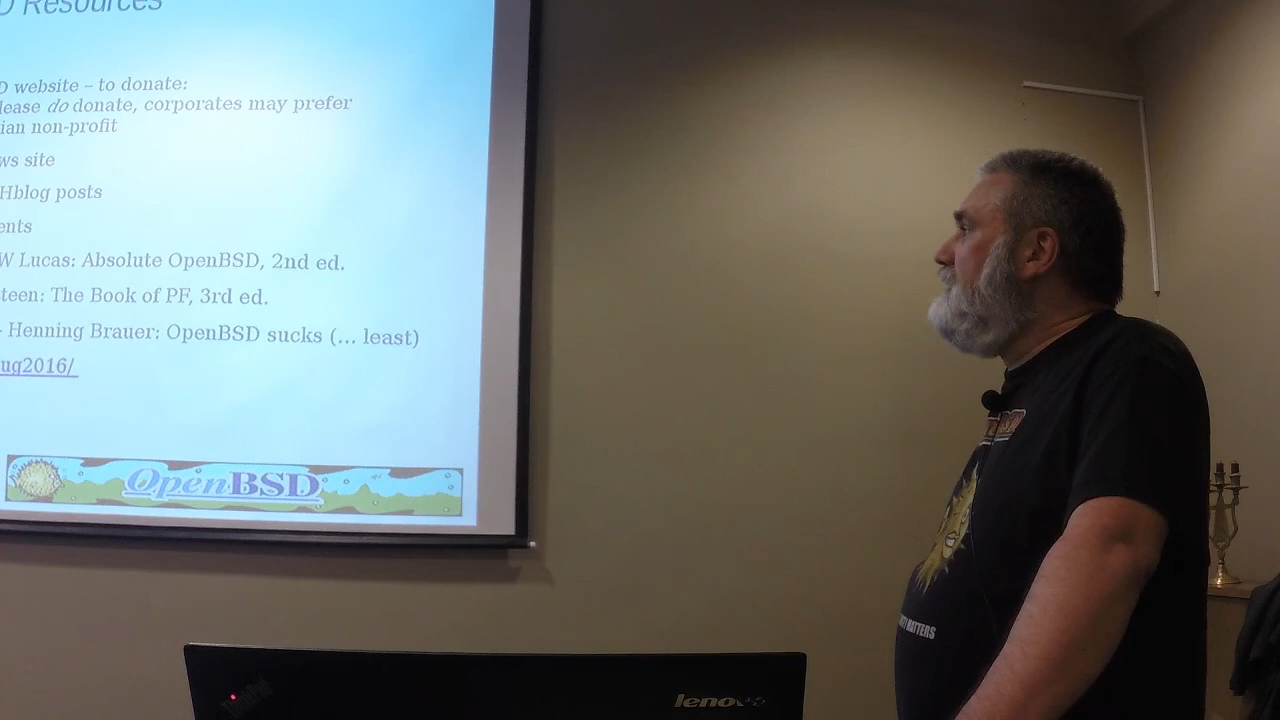 D Resources
D website – to donate:
lease do donate, corporates may prefer
ian non-profit
ws site
Hblog posts
ents
W Lucas: Absolute OpenBSD, 2nd ed.
teen: The Book of PF, 3rd ed.
- Henning Brauer: OpenBSD sucks (... least)
ug2016/
OpenBSD
MATTERS
ThinkPad
lenovo